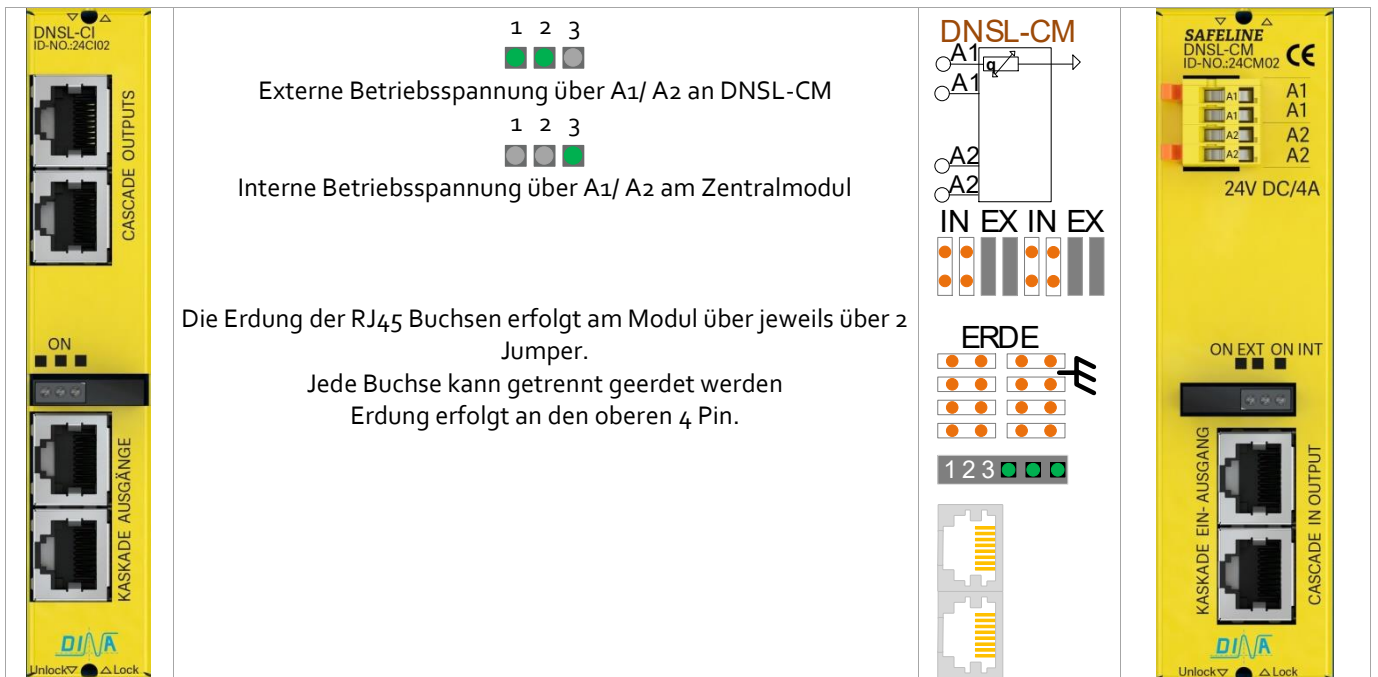 DNSL-CI
ID-NO.:24CI02
CASCADE OUTPUTS
ON
KASKADE AUSGÄNGE
DINA
Unlock▽ △Lock
1 2 3
Externe Betriebsspannung über A1/ A2 an DNSL-CM
1 2 3
Interne Betriebsspannung über A1/ A2 am Zentralmodul
Die Erdung der RJ45 Buchsen erfolgt am Modul über jeweils über 2
Jumper.
Jede Buchse kann getrennt geerdet werden
Erdung erfolgt an den oberen 4 Pin.
DNSL-CM
A1
q
A1
A2
A2
IN EX IN EX
ERDE
1 2 3
SAFELINE
DNSL-CM
ID-NO.:24CM02
CE
A1 A1
A1 A1
A2 A2
A2 A2
24V DC/4A
ON EXT ON INT
KASKADE EIN- AUSGANG
CASCADE IN OUTPUT
DINA
Unlock▽ △Lock